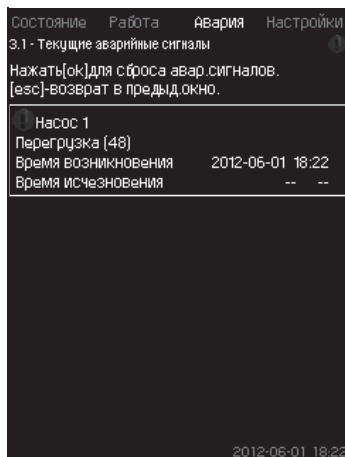 Состояние Работа Авария Настройки
3.1 - Текущие аварийные сигналы
Нажать[ok]для сброса авар.сигналов.
[esc]-возврат в предыд.окно.
Насос 1
Перегрузка (48)
Время возникновения 2012-06-01 18:22
Время исчезновения -- --
2012-06-01 18:22